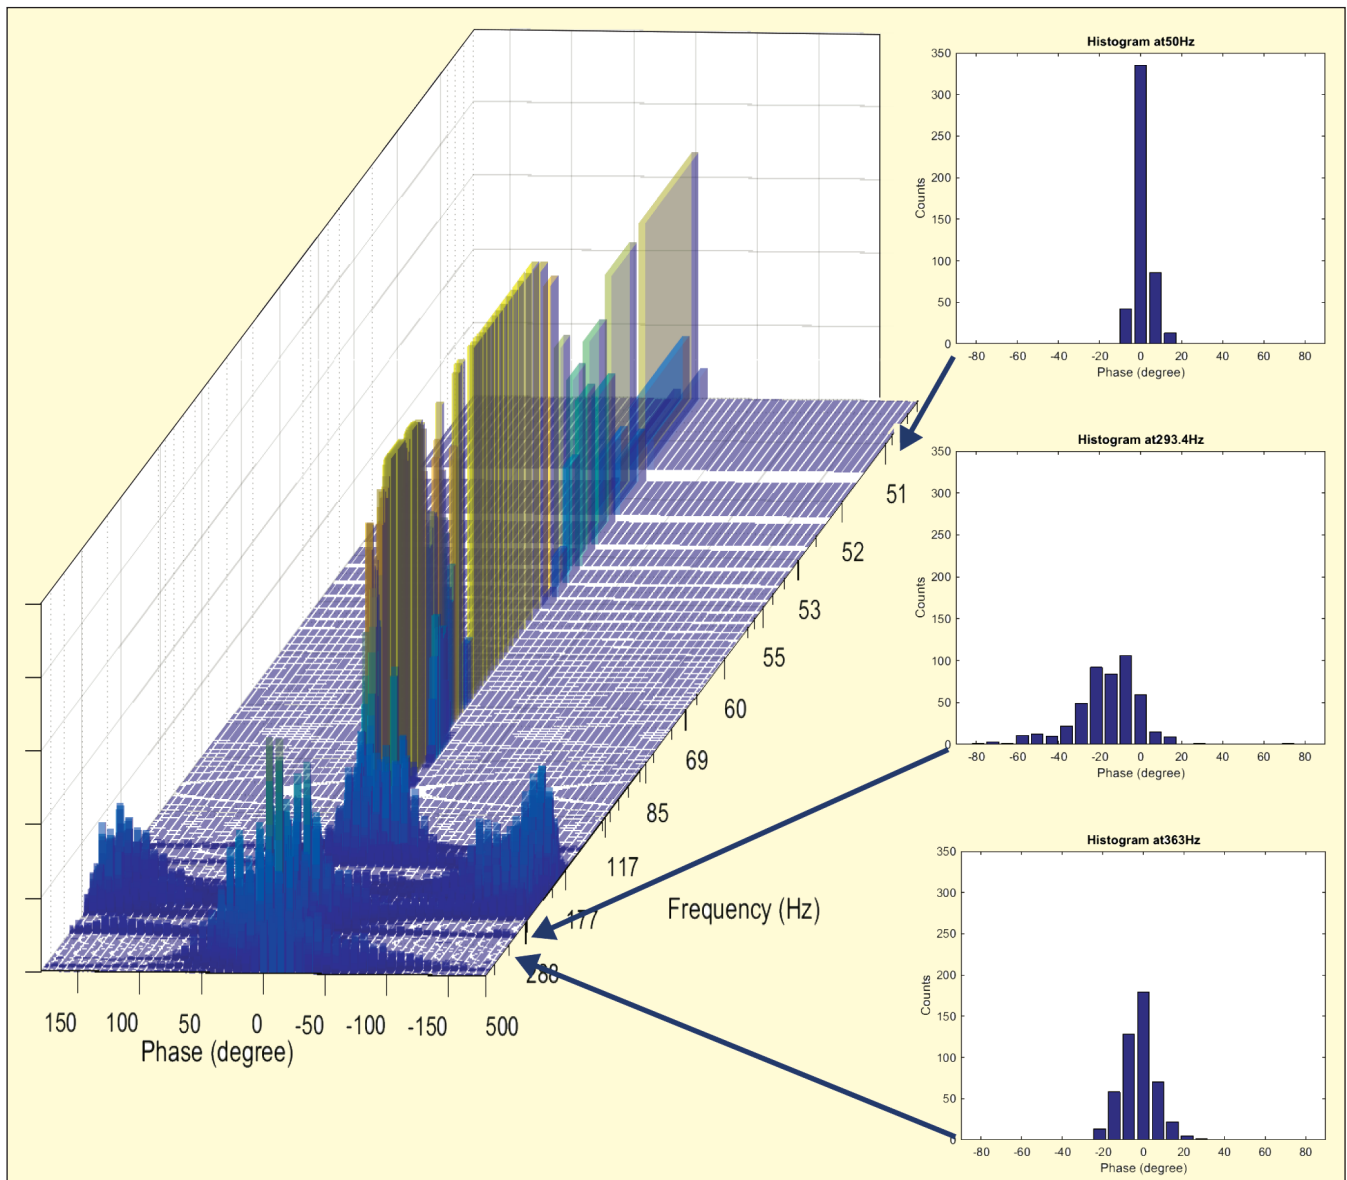 Histogram at50Hz
350
300
250
200
150
100
50
0
Counts
-80 -60 -40 -20 0 20 40 60 80
Phase (degree)
Histogram at293.4Hz
350
300
250
200
150
100
50
0
Counts
-80 -60 -40 -20 0 20 40 60 80
Phase (degree)
Histogram at363Hz
350
300
250
200
150
100
50
0
Counts
-80 -60 -40 -20 0 20 40 60 80
Phase (degree)
51
52
53
55
60
69
85
117
177
288
500
Frequency (Hz)
150 100 50 0 -50 -100 -150
Phase (degree)